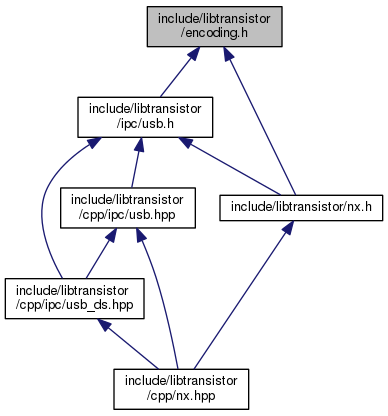 include/libtransistor
/encoding.h
include/libtransistor
/ipc/usb.h
include/libtransistor
/cpp/ipc/usb.hpp
include/libtransistor/nx.h
include/libtransistor
/cpp/ipc/usb_ds.hpp
include/libtransistor
/cpp/nx.hpp